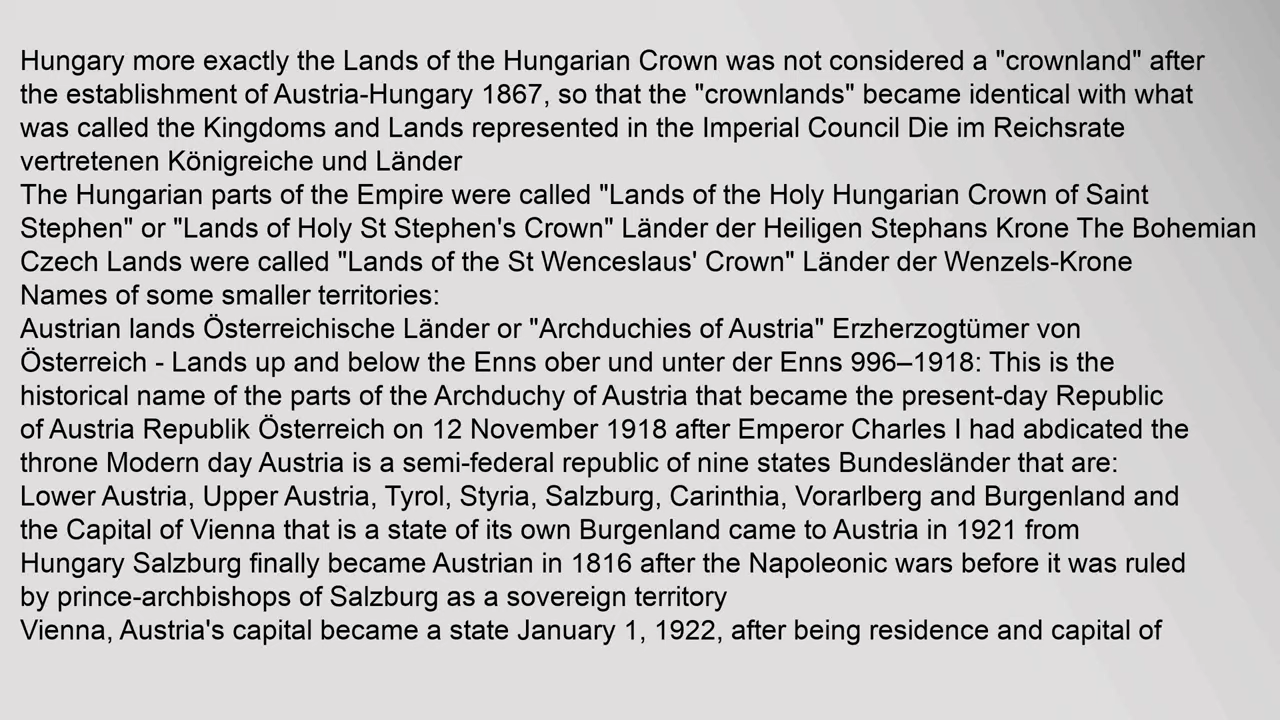 Hungary more exactly the Lands of the Hungarian Crown was not considered a "crownland" after
the establishment of Austria-Hungary 1867, so that the "crownlands" became identical with what
was called the Kingdoms and Lands represented in the Imperial Council Die im Reichsrate
vertretenen Königreiche und Länder
The Hungarian parts of the Empire were called "Lands of the Holy Hungarian Crown of Saint
Stephen" or "Lands of Holy St Stephen's Crown" Länder der Heiligen Stephans Krone The Bohemian
Czech Lands were called "Lands of the St Wenceslaus' Crown" Länder der Wenzels-Krone
Names of some smaller territories:
Austrian lands Österreichische Länder or "Archduchies of Austria" Erzherzogtümer von
Österreich - Lands up and below the Enns ober und unter der Enns 996–1918: This is the
historical name of the parts of the Archduchy of Austria that became the present-day Republic
of Austria Republik Österreich on 12 November 1918 after Emperor Charles I had abdicated the
throne Modern day Austria is a semi-federal republic of nine states Bundesländer that are:
Lower Austria, Upper Austria, Tyrol, Styria, Salzburg, Carinthia, Vorarlberg and Burgenland and
the Capital of Vienna that is a state of its own Burgenland came to Austria in 1921 from
Hungary Salzburg finally became Austrian in 1816 after the Napoleonic wars before it was ruled
by prince-archbishops of Salzburg as a sovereign territory
Vienna, Austria's capital became a state January 1, 1922, after being residence and capital of